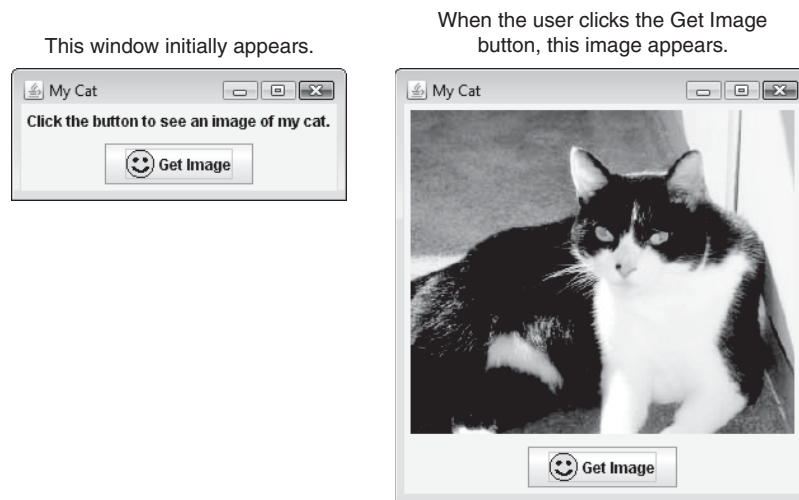 This window initially appears.
My Cat
Click the button to see an image of my cat.
Get Image
When the user clicks the Get Image
button, this image appears.
My Cat
Get Image